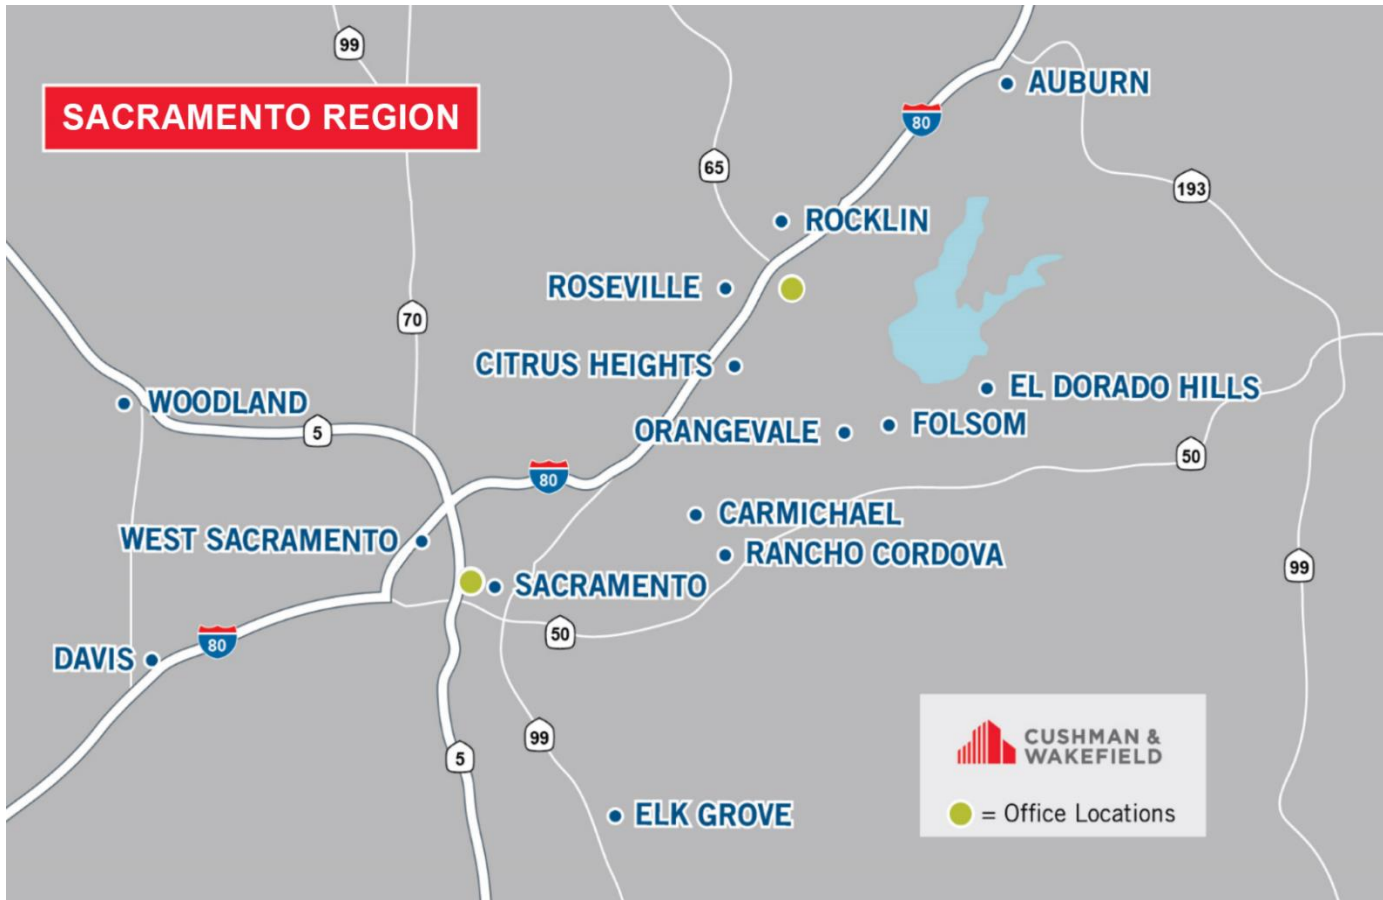 99
SACRAMENTO REGION
AUBURN
80
65
193
ROCKLIN
ROSEVILLE
70
CITRUS HEIGHTS
EL DORADO HILLS
WOODLAND
5
ORANGEVALE
FOLSOM
50
80
CARMICHAEL
WEST SACRAMENTO
RANCHO CORDOVA
99
SACRAMENTO
50
80
DAVIS
99
5
CUSHMAN &
WAKEFIELD
= Office Locations
ELK GROVE